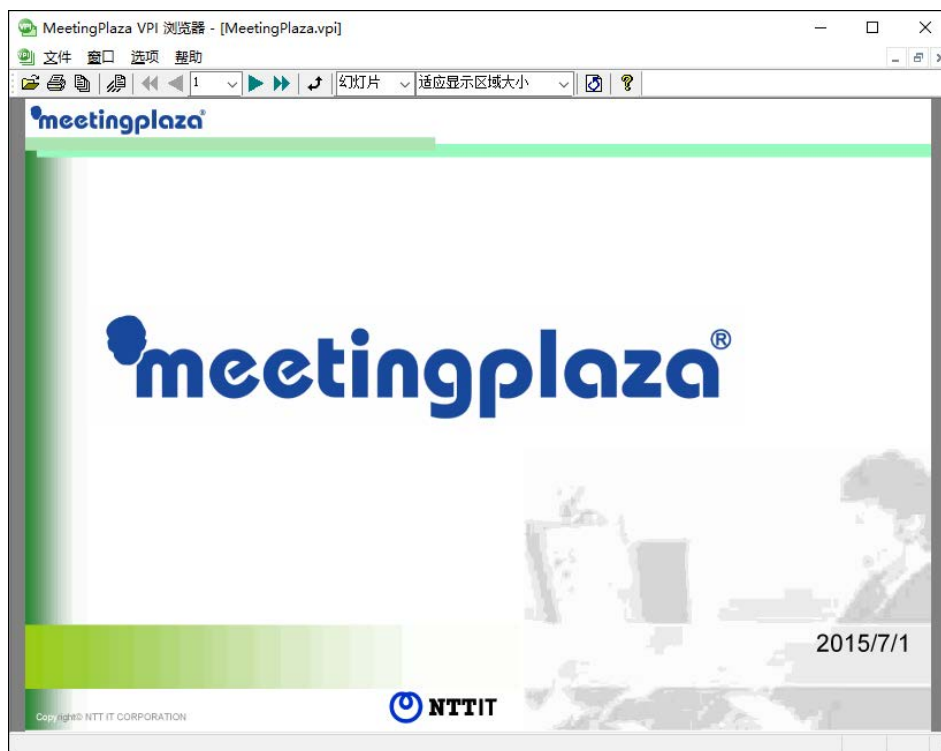 MeetingPlaza VPI 浏览器 - [MeetingPlaza.vpi]
文件 窗口 选项 帮助
1 幻灯片 适应显示区域大小
meetingplaza®
meetingplaza®
2015/7/1
Copyright© NTT IT CORPORATION
NTTIT